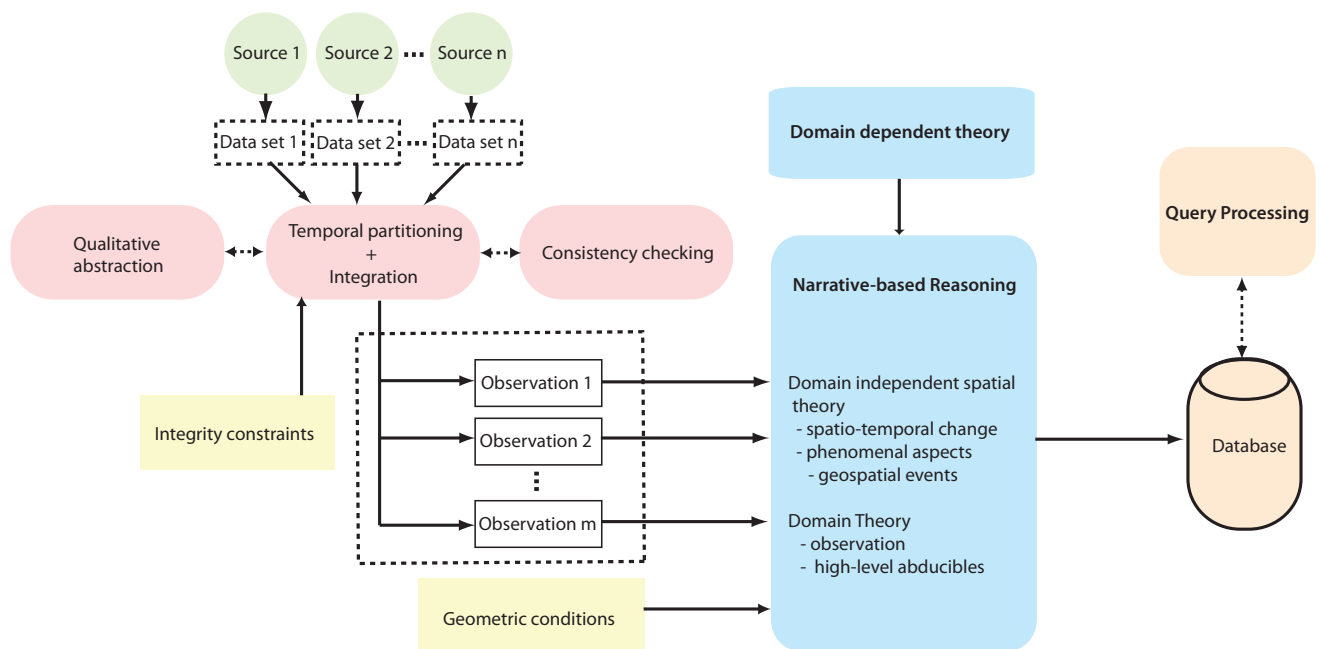 Source 1
Source 2
Source n
Data set 1
Data set 2
Data set n
Domain dependent theory
Query Processing
Qualitative
abstraction
Temporal partitioning
+
Integration
Consistency checking
Narrative-based Reasoning
Integrity constraints
Observation 1
Observation 2
Observation m
Domain independent spatial
theory
- spatio-temporal change
- phenomenal aspects
- geospatial events
Domain Theory
- observation
- high-level abducibles
Database
Geometric conditions